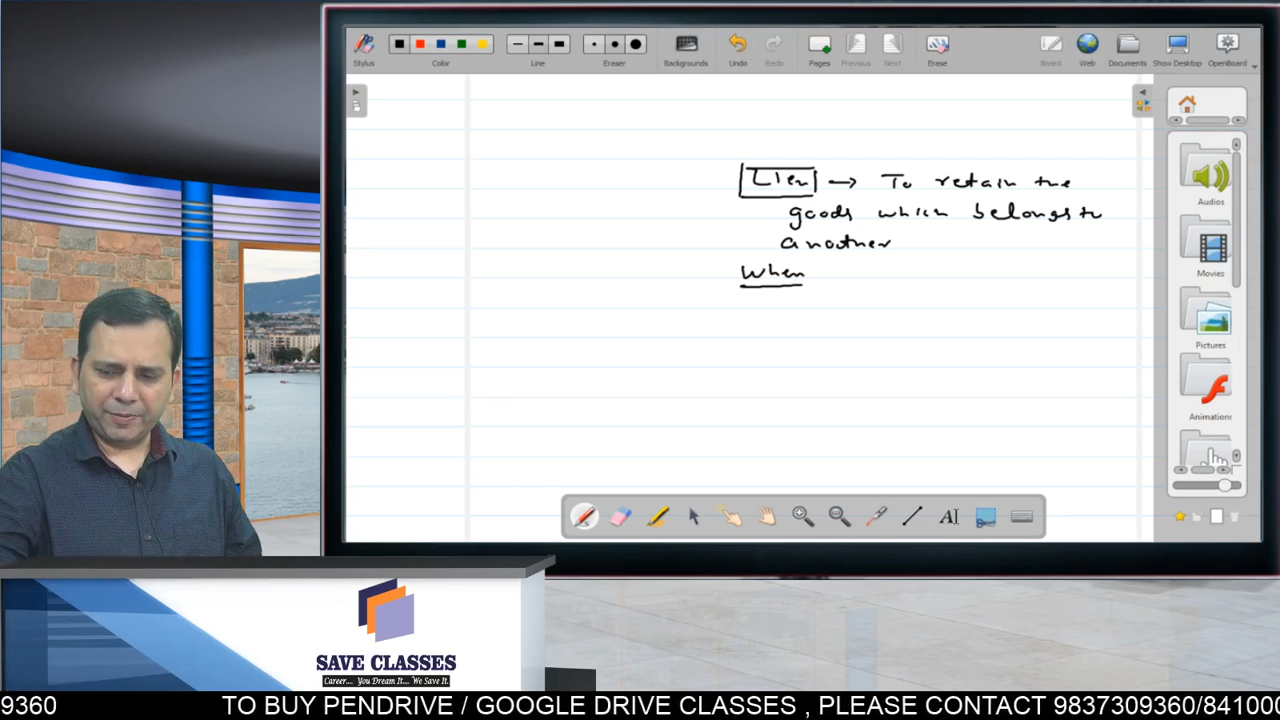 Stylus
Color
Line
Eraser
Backgrounds
Undo
Redo
Pages
Previous
Next
Erase
Board
Web
Documents
Show Desktop
OpenBoard
Lien → To retain the
goods which belongs to
another
When
Audios
Movies
Pictures
Animations
AI
SAVE CLASSES
Career.... You Dream It... We Save It.
9360 TO BUY PENDRIVE / GOOGLE DRIVE CLASSES , PLEASE CONTACT 9837309360/84100